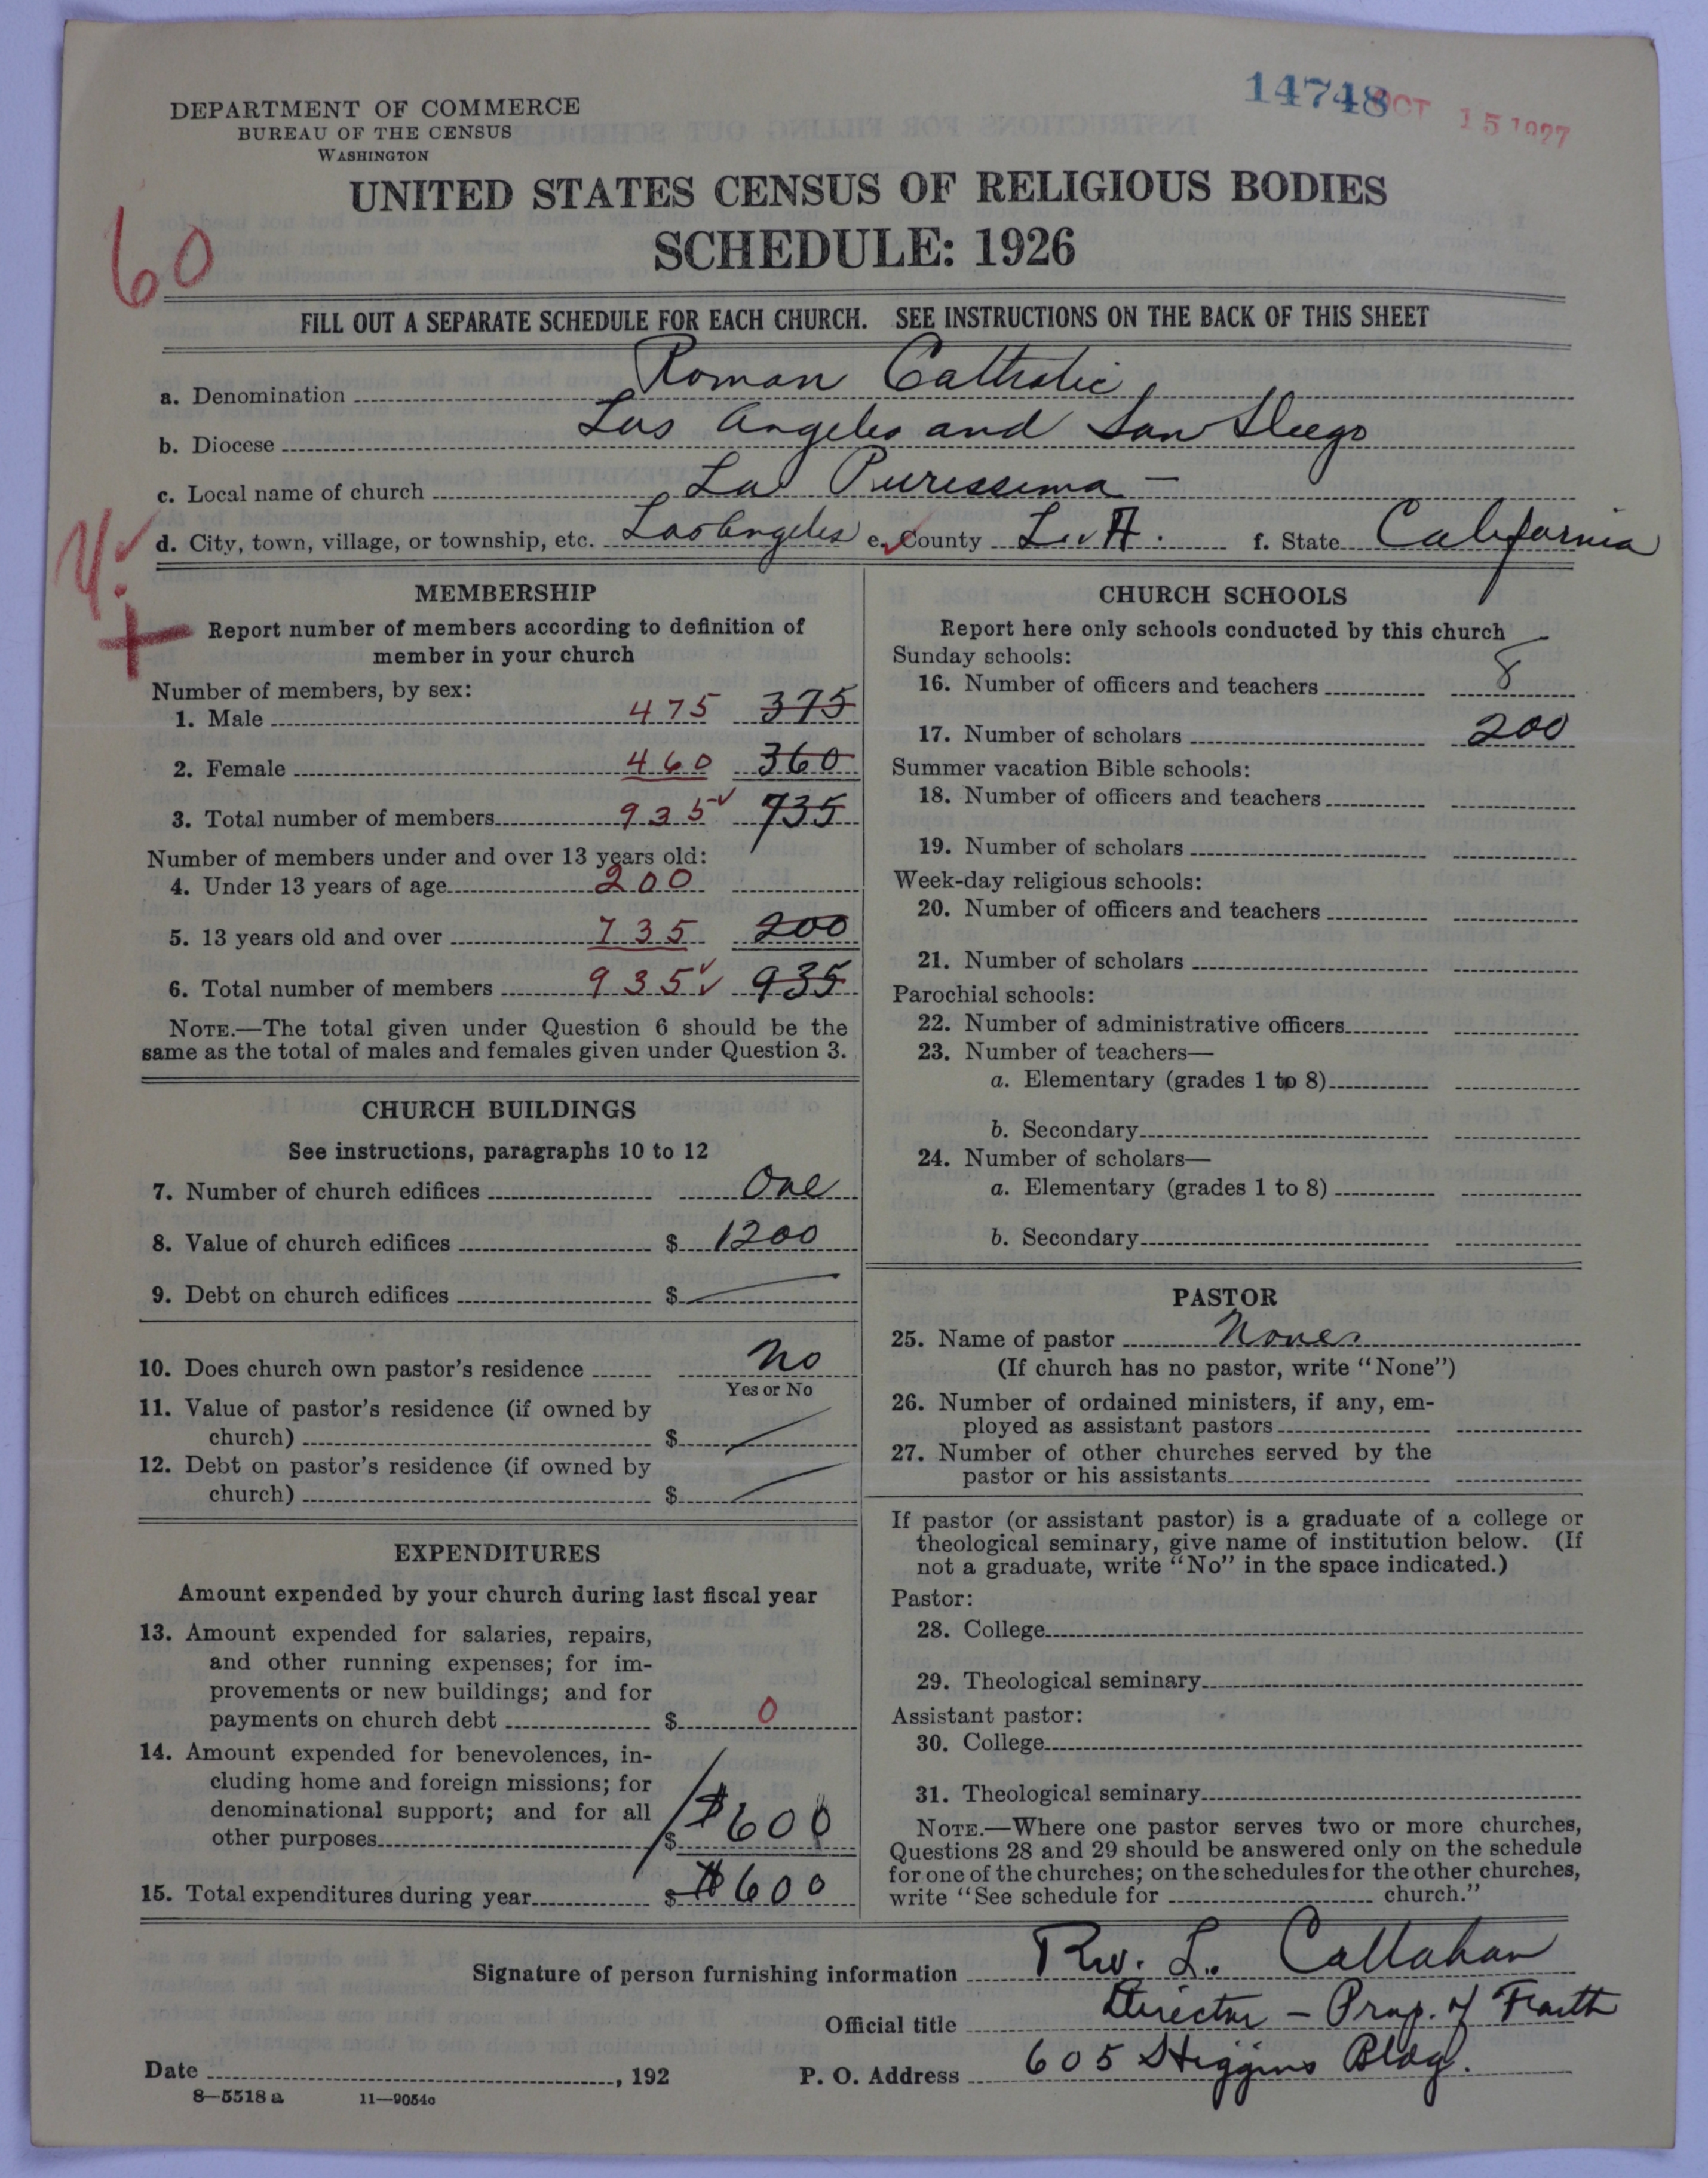 14748 OCT 15 1927
DEPARTMENT OF COMMERCE
BUREAU OF THE CENSUS
WASHINGTON
UNITED STATES CENSUS OF RELIGIOUS BODIES
SCHEDULE: 1926
60
FILL OUT A SEPARATE SCHEDULE FOR EACH CHURCH. SEE INSTRUCTIONS ON THE BACK OF THIS SHEET
a. Denomination Roman Catholic
b. Diocese Los Angeles and San Diego
c. Local name of church La Purissima -
d. City, town, village, or township, etc. Los Angeles e. County L. A. f. State California
MEMBERSHIP
Report number of members according to definition of
member in your church
Number of members, by sex:
1. Male 475 375
2. Female 460 360
3. Total number of members 935 735
Number of members under and over 13 years old:
4. Under 13 years of age 200
5. 13 years old and over 735 200
6. Total number of members 935 935
NOTE.—The total given under Question 6 should be the
same as the total of males and females given under Question 3.
CHURCH BUILDINGS
See instructions, paragraphs 10 to 12
7. Number of church edifices One
8. Value of church edifices $ 1200
9. Debt on church edifices $
10. Does church own pastor's residence No
Yes or No
11. Value of pastor's residence (if owned by
church) $
12. Debt on pastor's residence (if owned by
church) $
EXPENDITURES
Amount expended by your church during last fiscal year
13. Amount expended for salaries, repairs,
and other running expenses; for im-
provements or new buildings; and for
payments on church debt $ 0
14. Amount expended for benevolences, in-
cluding home and foreign missions; for
denominational support; and for all
other purposes $ $600
15. Total expenditures during year $ $600
CHURCH SCHOOLS
Report here only schools conducted by this church
Sunday schools:
16. Number of officers and teachers 8
17. Number of scholars 200
Summer vacation Bible schools:
18. Number of officers and teachers
19. Number of scholars
Week-day religious schools:
20. Number of officers and teachers
21. Number of scholars
Parochial schools:
22. Number of administrative officers
23. Number of teachers—
a. Elementary (grades 1 to 8)
b. Secondary
24. Number of scholars—
a. Elementary (grades 1 to 8)
b. Secondary
PASTOR
25. Name of pastor None
(If church has no pastor, write "None")
26. Number of ordained ministers, if any, em-
ployed as assistant pastors
27. Number of other churches served by the
pastor or his assistants
If pastor (or assistant pastor) is a graduate of a college or
theological seminary, give name of institution below. (If
not a graduate, write "No" in the space indicated.)
Pastor:
28. College
29. Theological seminary
Assistant pastor:
30. College
31. Theological seminary
NOTE.—Where one pastor serves two or more churches,
Questions 28 and 29 should be answered only on the schedule
for one of the churches; on the schedules for the other churches,
write "See schedule for church."
Signature of person furnishing information Rev. L. Callahan
Official title Director - Prop. of Faith
Date , 192 P. O. Address 605 Higgins Bldg.
8—5518 a 11—9054c